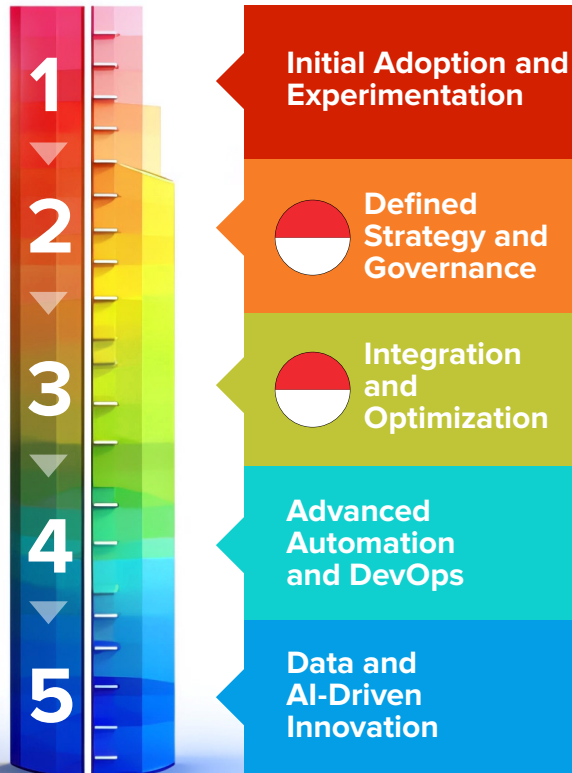 1
Initial Adoption and
Experimentation
2
Defined
Strategy and
Governance
3
Integration
and
Optimization
4
Advanced
Automation
and DevOps
5
Data and
AI-Driven
Innovation